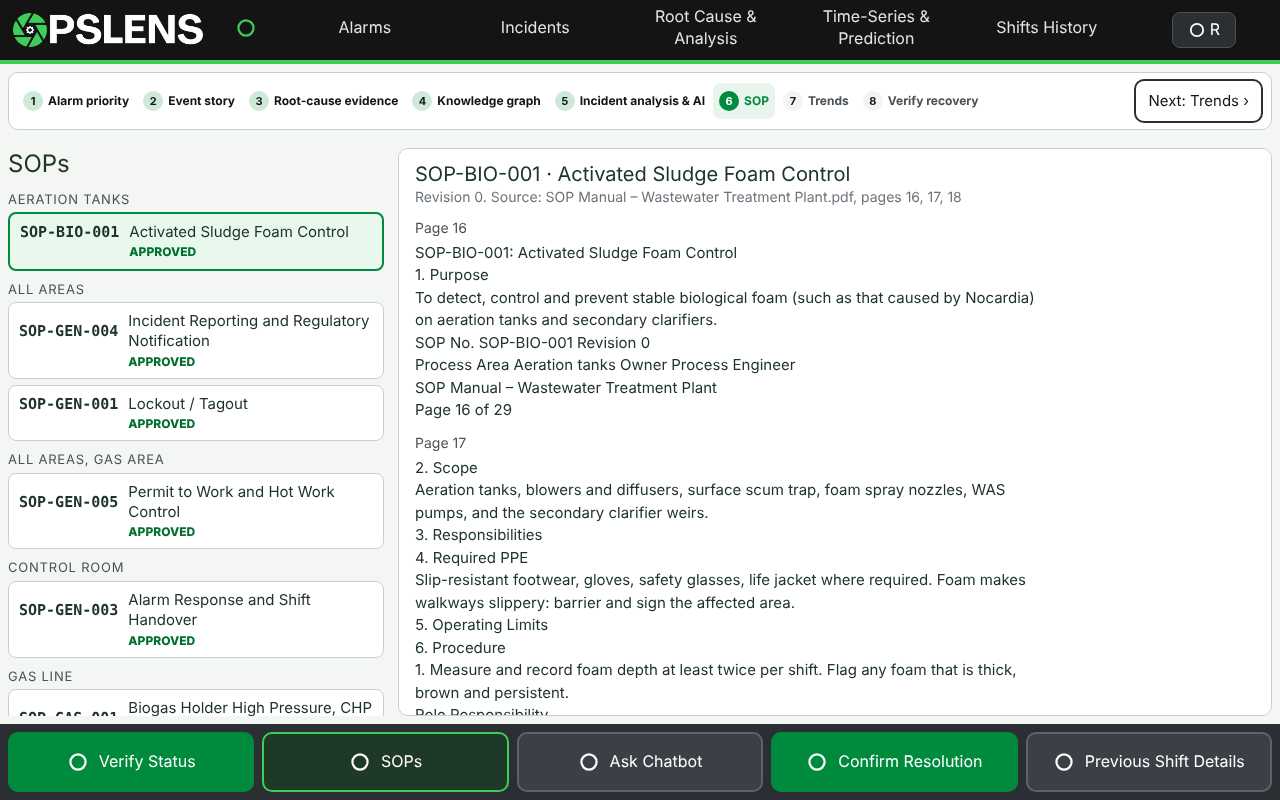 OPSLENS
Alarms
Incidents
Root Cause &
Analysis
Time-Series &
Prediction
Shifts History
R
1 Alarm priority
2 Event story
3 Root-cause evidence
4 Knowledge graph
5 Incident analysis & AI
6 SOP
7 Trends
8 Verify recovery
Next: Trends ›
SOPs
AERATION TANKS
SOP-BIO-001 Activated Sludge Foam Control
APPROVED
ALL AREAS
SOP-GEN-004 Incident Reporting and Regulatory
Notification
APPROVED
SOP-GEN-001 Lockout / Tagout
APPROVED
ALL AREAS, GAS AREA
SOP-GEN-005 Permit to Work and Hot Work
Control
APPROVED
CONTROL ROOM
SOP-GEN-003 Alarm Response and Shift
Handover
APPROVED
GAS LINE
SOP-GAS-001 Biogas Holder High Pressure, CHP
SOP-BIO-001 · Activated Sludge Foam Control
Revision 0. Source: SOP Manual – Wastewater Treatment Plant.pdf, pages 16, 17, 18
Page 16
SOP-BIO-001: Activated Sludge Foam Control
1. Purpose
To detect, control and prevent stable biological foam (such as that caused by Nocardia)
on aeration tanks and secondary clarifiers.
SOP No. SOP-BIO-001 Revision 0
Process Area Aeration tanks Owner Process Engineer
SOP Manual – Wastewater Treatment Plant
Page 16 of 29
Page 17
2. Scope
Aeration tanks, blowers and diffusers, surface scum trap, foam spray nozzles, WAS
pumps, and the secondary clarifier weirs.
3. Responsibilities
4. Required PPE
Slip-resistant footwear, gloves, safety glasses, life jacket where required. Foam makes
walkways slippery: barrier and sign the affected area.
5. Operating Limits
6. Procedure
1. Measure and record foam depth at least twice per shift. Flag any foam that is thick,
brown and persistent.
Role Responsibility
Verify Status
SOPs
Ask Chatbot
Confirm Resolution
Previous Shift Details